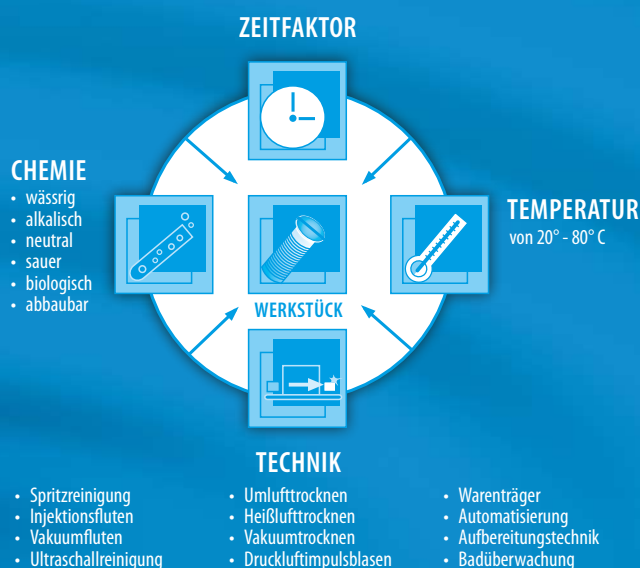 ZEITFAKTOR
CHEMIE
• wässrig
• alkalisch
• neutral
• sauer
• biologisch
• abbaubar
TEMPERATUR
von 20° - 80° C
WERKSTÜCK
TECHNIK
• Spritzreinigung
• Injektionsfluten
• Vakuumfluten
• Ultraschallreinigung
• Umlufttrocknen
• Heißlufttrocknen
• Vakuumtrocknen
• Druckluftimpulsblasen
• Warenträger
• Automatisierung
• Aufbereitungstechnik
• Badüberwachung